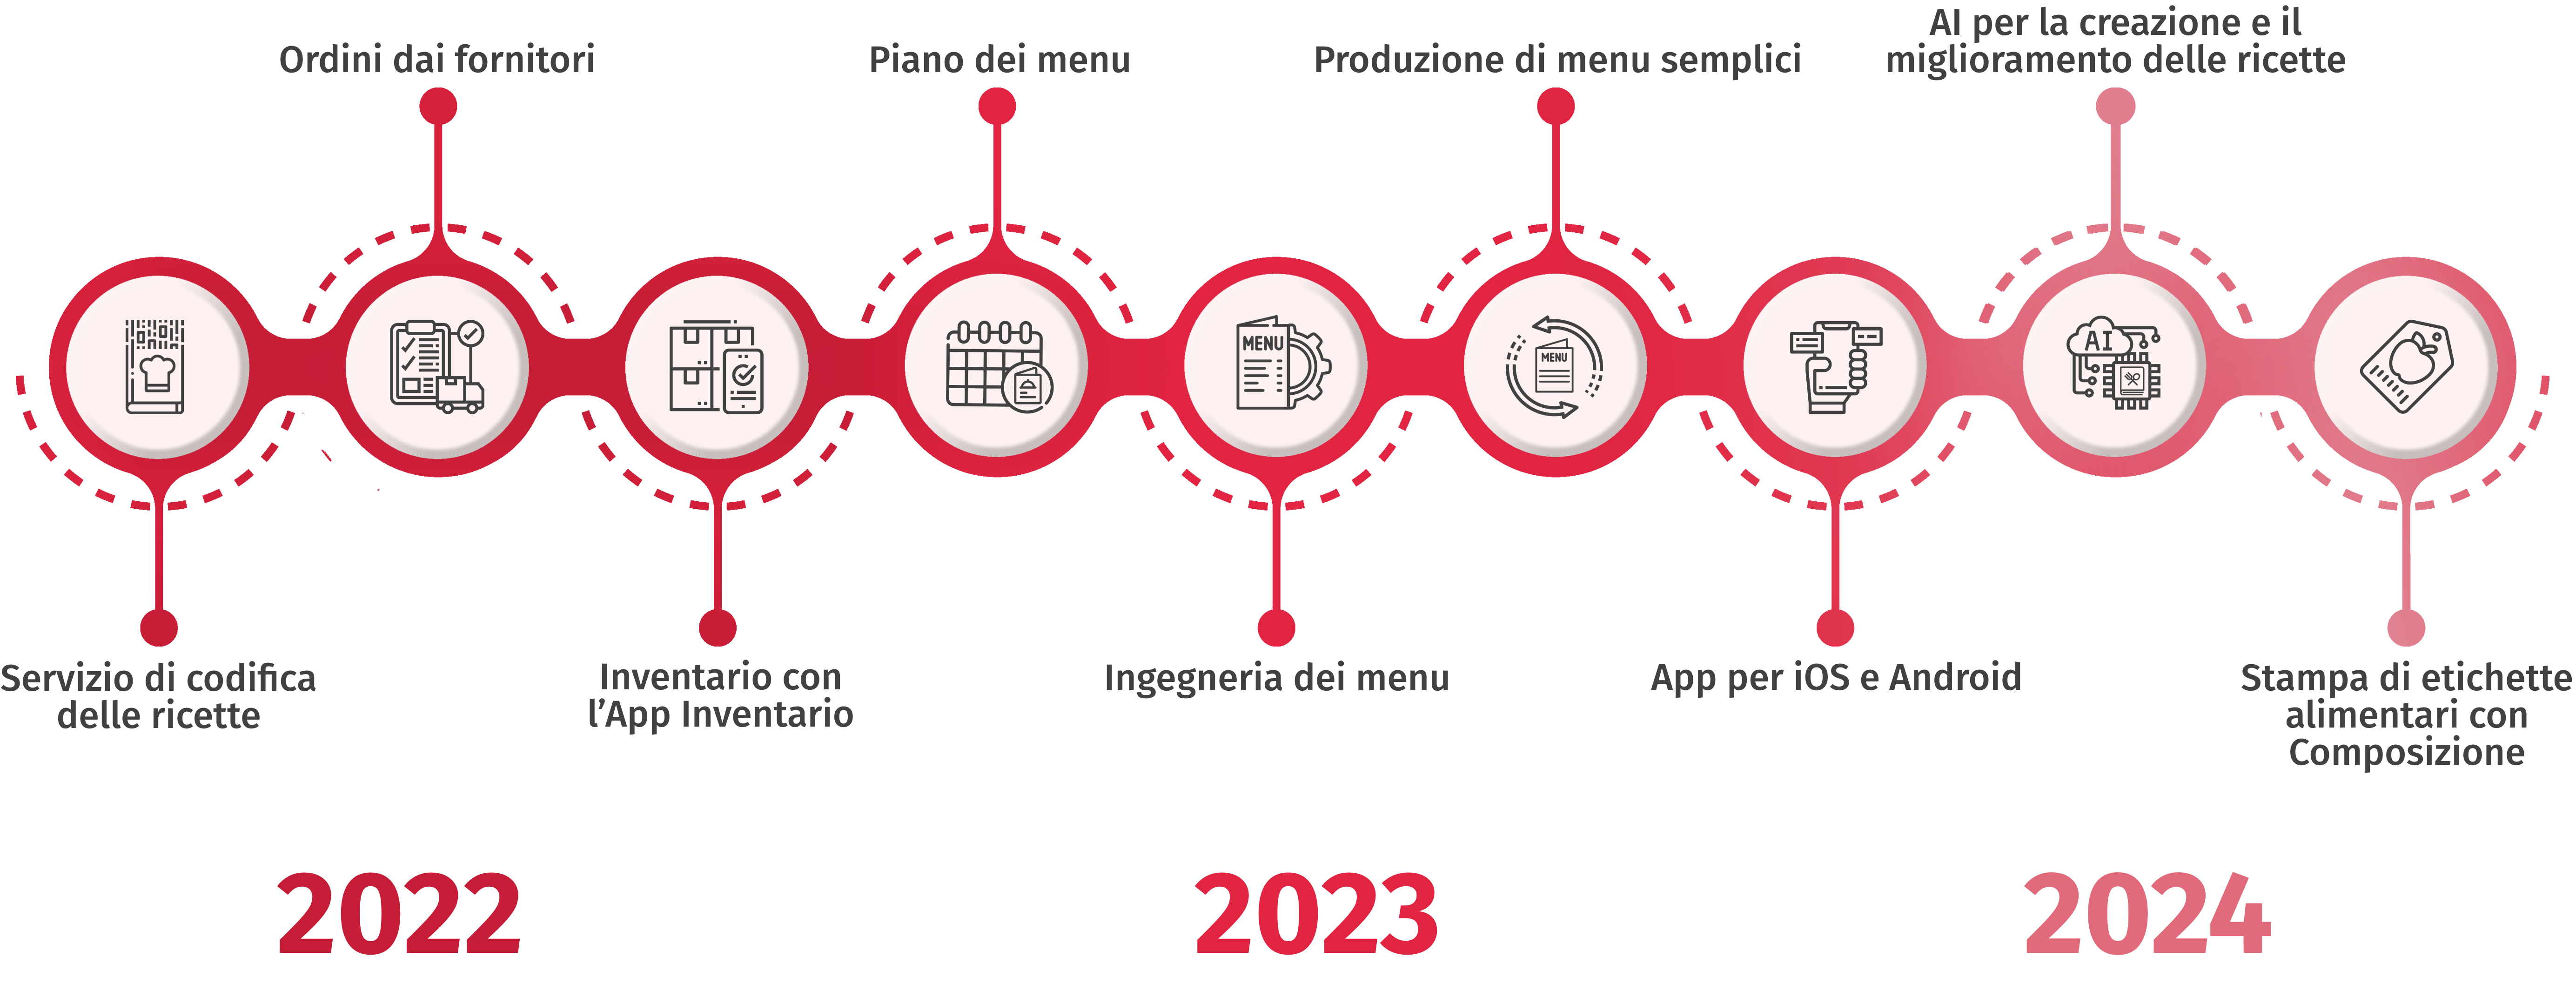 AI per la creazione e il
miglioramento delle ricette
Ordini dai fornitori
Piano dei menu
Produzione di menu semplici
MENU
MENU
AI
Servizio di codifica
delle ricette
Inventario con
l’App Inventario
Ingegneria dei menu
App per iOS e Android
Stampa di etichette
alimentari con
Composizione
2022
2023
2024